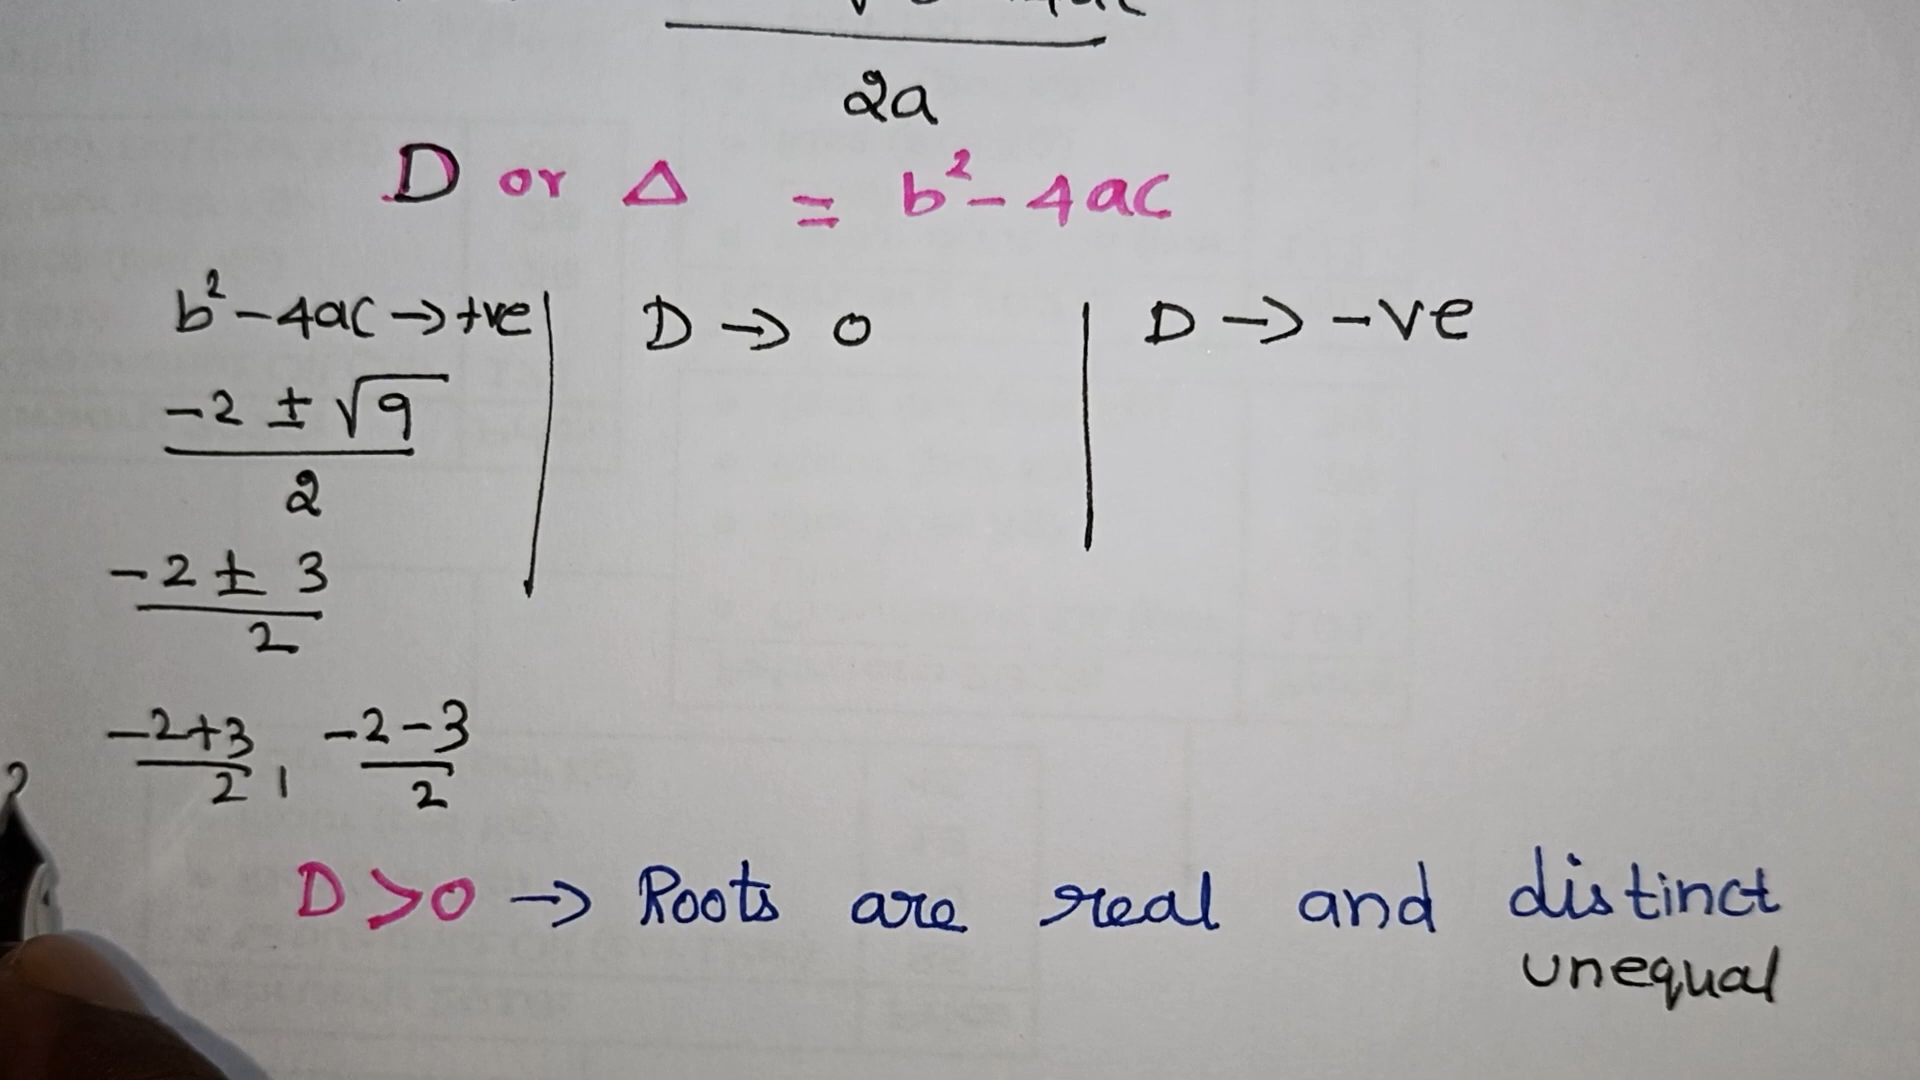 2a
D or Δ = b²-4ac
b²-4ac→+ve
D → 0
D → -ve
-2 ± √9
2
-2 ± 3
2
-2+3 , -2-3
2 2
D>0 → Roots are real and distinct
unequal